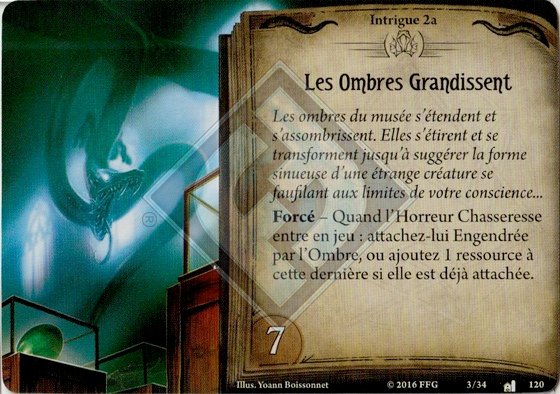 Intrigue 2a
Les Ombres Grandissent
Les ombres du musée s'étendent et
s'assombrissent. Elles s'étirent et se
transforment jusqu'à suggérer la forme
sinueuse d'une étrange créature se
faufilant aux limites de votre conscience...
Forcé – Quand l'Horreur Chasseresse
entre en jeu : attachez-lui Engendrée
par l'Ombre, ou ajoutez 1 ressource à
cette dernière si elle est déjà attachée.
7
Illus. Yoann Boissonnet © 2016 FFG 3/34 120